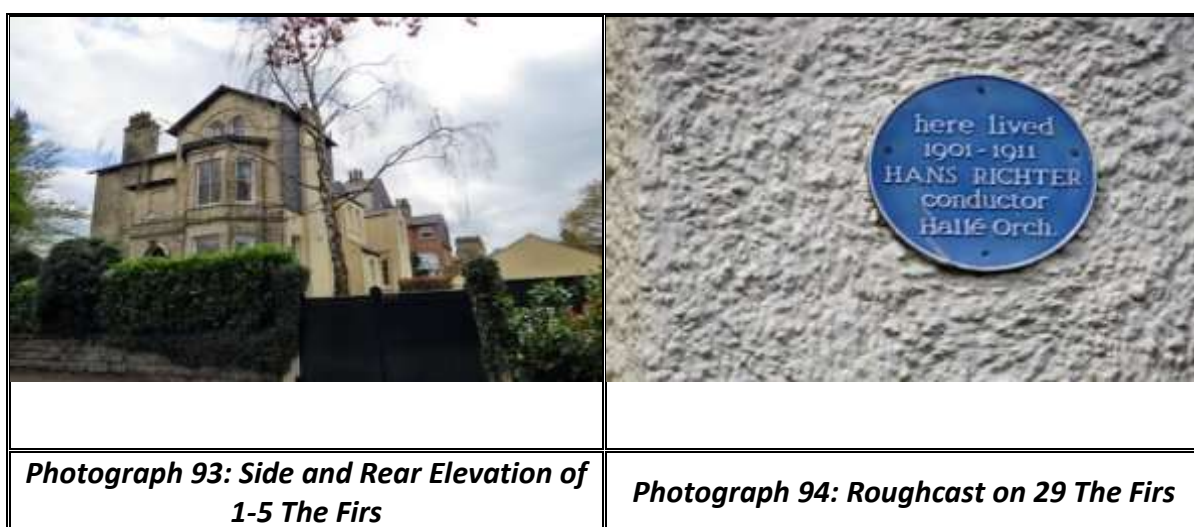 here lived
1901-1911
HANS RICHTER
conductor
Hallé Orch.
Photograph 93: Side and Rear Elevation of
1-5 The Firs
Photograph 94: Roughcast on 29 The Firs